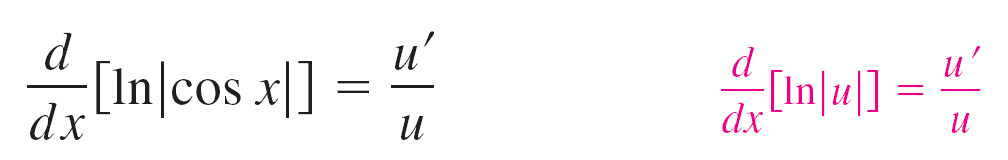 d/dx [ln|cos x|] = u′/u
d/dx [ln|u|] = u′/u